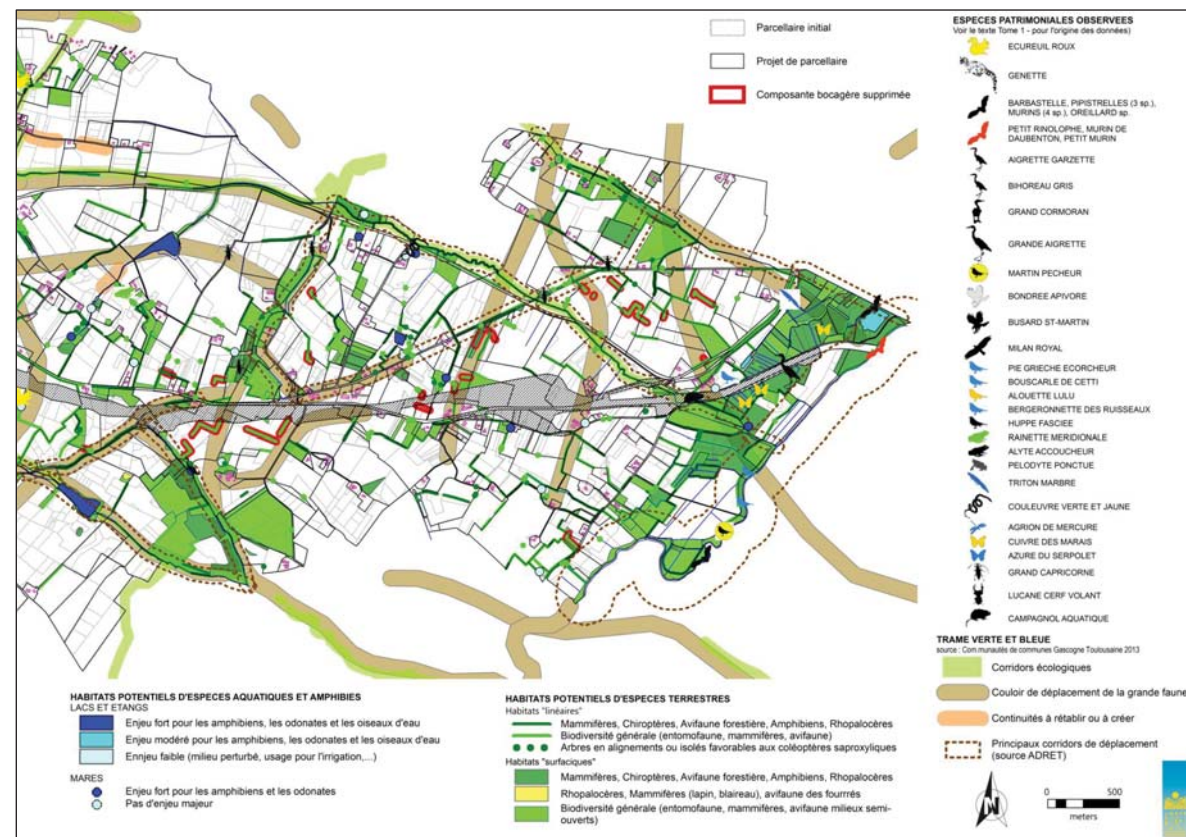 Parcellaire initial
Projet de parcellaire
Composante bocagère supprimée
ESPECES PATRIMONIALES OBSERVEES
Voir le texte Tome 1 - pour l'origine des données)
ECUREUIL ROUX
GENETTE
BARBASTELLE, PIPISTRELLES (3 sp.),
MURINS (4 sp.), OREILLARD sp.
PETIT RINOLOPHE, MURIN DE
DAUBENTON, PETIT MURIN
AIGRETTE GARZETTE
BIHOREAU GRIS
GRAND CORMORAN
GRANDE AIGRETTE
MARTIN PECHEUR
BONDREE APIVORE
BUSARD ST-MARTIN
MILAN ROYAL
PIE GRIECHE ECORCHEUR
BOUSCARLE DE CETTI
ALOUETTE LULU
BERGERONNETTE DES RUISSEAUX
HUPPE FASCIEE
RAINETTE MERIDIONALE
ALYTE ACCOUCHEUR
PELODYTE PONCTUE
TRITON MARBRE
COULEUVRE VERTE ET JAUNE
AGRION DE MERCURE
CUIVRE DES MARAIS
AZURE DU SERPOLET
GRAND CAPRICORNE
LUCANE CERF VOLANT
CAMPAGNOL AQUATIQUE
TRAME VERTE ET BLEUE
source : Com.munautés de communes Gascogne Toulousaine 2013
Corridors écologiques
Couloir de déplacement de la grande faune
Continuités à rétablir ou à créer
Principaux corridors de déplacement
(source ADRET)
N
0 500
meters
HABITATS POTENTIELS D'ESPECES AQUATIQUES ET AMPHIBIES
LACS ET ETANGS
Enjeu fort pour les amphibiens, les odonates et les oiseaux d'eau
Enjeu modéré pour les amphibiens, les odonates et les oiseaux d'eau
Ennjeu faible (milieu perturbé, usage pour l'irrigation,...)
MARES
Enjeu fort pour les amphibiens et les odonates
Pas d'enjeu majeur
HABITATS POTENTIELS D'ESPECES TERRESTRES
Habitats "linéaires"
Mammifères, Chiroptères, Avifaune forestière, Amphibiens, Rhopalocères
Biodiversité générale (entomofaune, mammifères, avifaune)
Arbres en alignements ou isolés favorables aux coléoptères saproxyliques
Habitats "surfaciques"
Mammifères, Chiroptères, Avifaune forestière, Amphibiens, Rhopalocères
Rhopalocères, Mammifères (lapin, blaireau), avifaune des fourrrés
Biodiversité générale (entomofaune, mammifères, avifaune milieux semi-
ouverts)